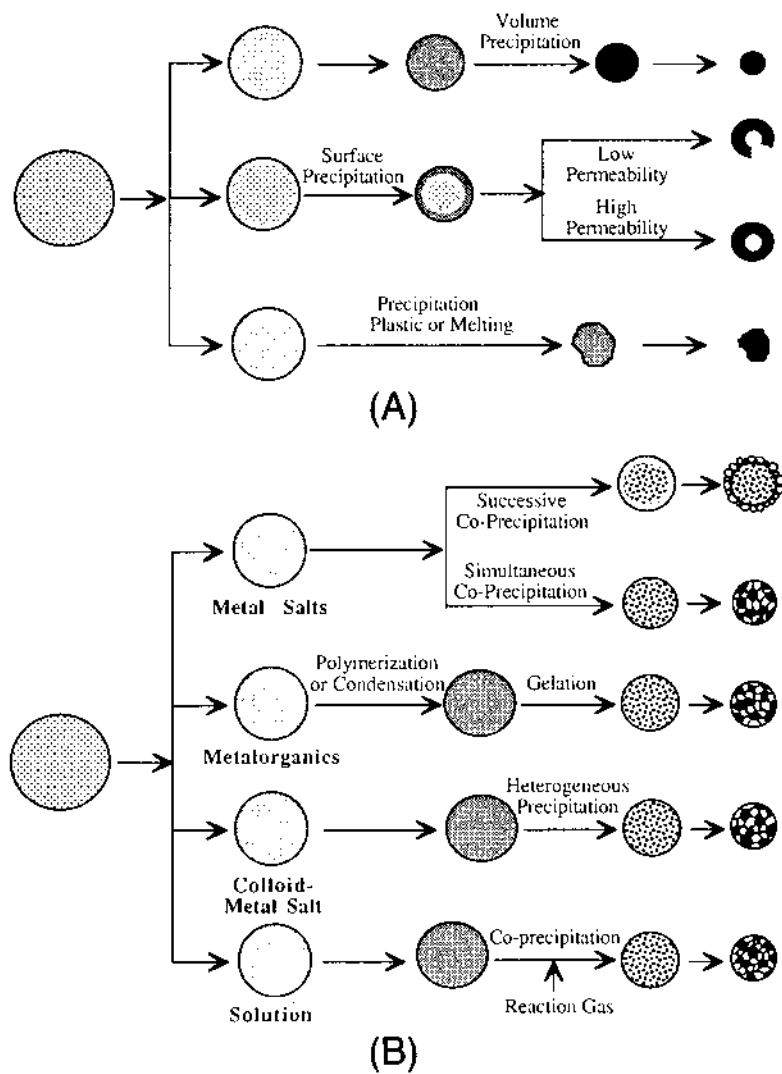 Volume
Precipitation
Surface
Precipitation
Low
Permeability
High
Permeability
Precipitation
Plastic or Melting
(A)
Successive
Co-Precipitation
Simultaneous
Co-Precipitation
Metal Salts
Polymerization
or Condensation
Gelation
Metalorganics
Heterogeneous
Precipitation
Colloid-
Metal Salt
Co-precipitation
Reaction Gas
Solution
(B)